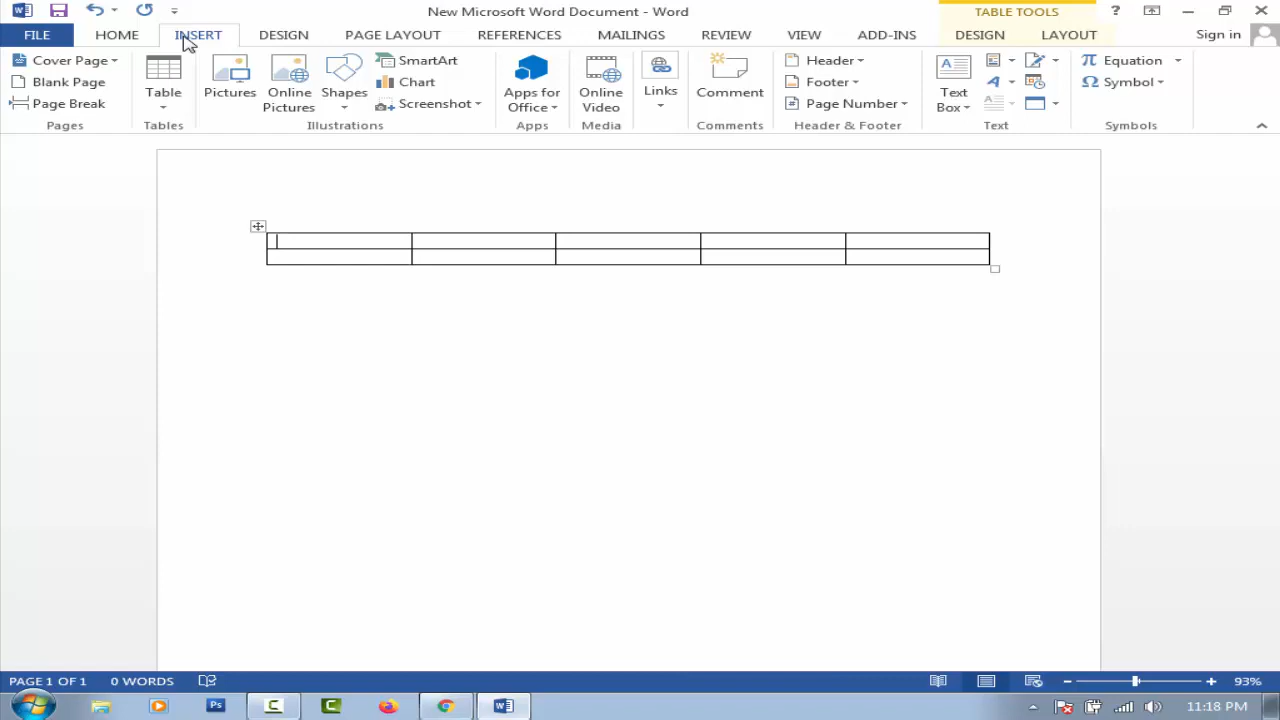 New Microsoft Word Document - Word
TABLE TOOLS
?
FILE HOME INSERT DESIGN PAGE LAYOUT REFERENCES MAILINGS REVIEW VIEW ADD-INS DESIGN LAYOUT Sign in
Cover Page
Blank Page
Page Break
Pages
Table
Tables
Pictures
Online Pictures
Shapes
SmartArt
Chart
Screenshot
Illustrations
Apps for Office
Apps
Online Video
Media
Links
Comment
Comments
Header
Footer
Page Number
Header & Footer
Text Box
Text
Equation
Symbol
Symbols
PAGE 1 OF 1 0 WORDS 93%
11:18 PM